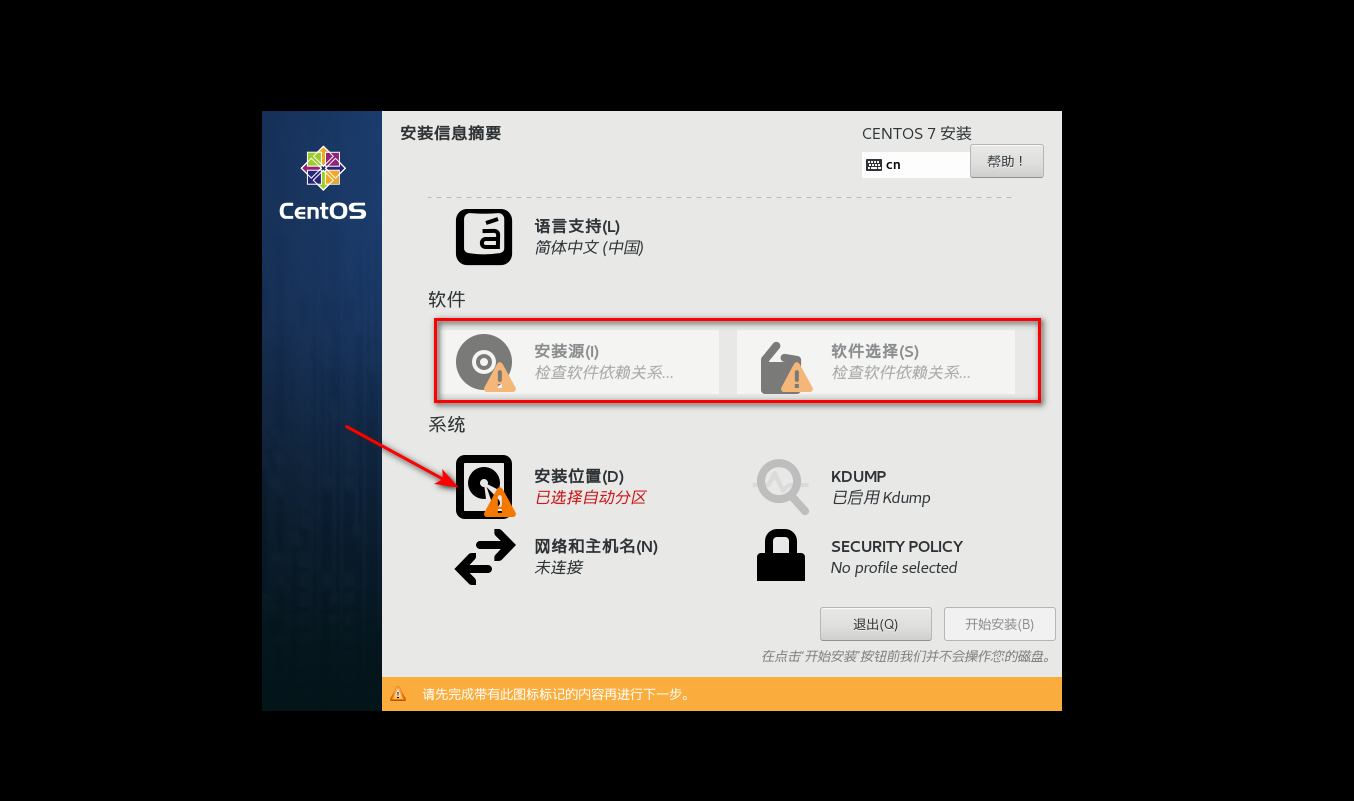 安装信息摘要
CENTOS 7 安装
cn
帮助！
CentOS
语言支持(L)
简体中文 (中国)
软件
安装源(I)
检查软件依赖关系...
软件选择(S)
检查软件依赖关系...
系统
安装位置(D)
已选择自动分区
KDUMP
已启用 Kdump
网络和主机名(N)
未连接
SECURITY POLICY
No profile selected
退出(Q)
开始安装(B)
在点击'开始安装'按钮前我们并不会操作您的磁盘。
请先完成带有此图标标记的内容再进行下一步。